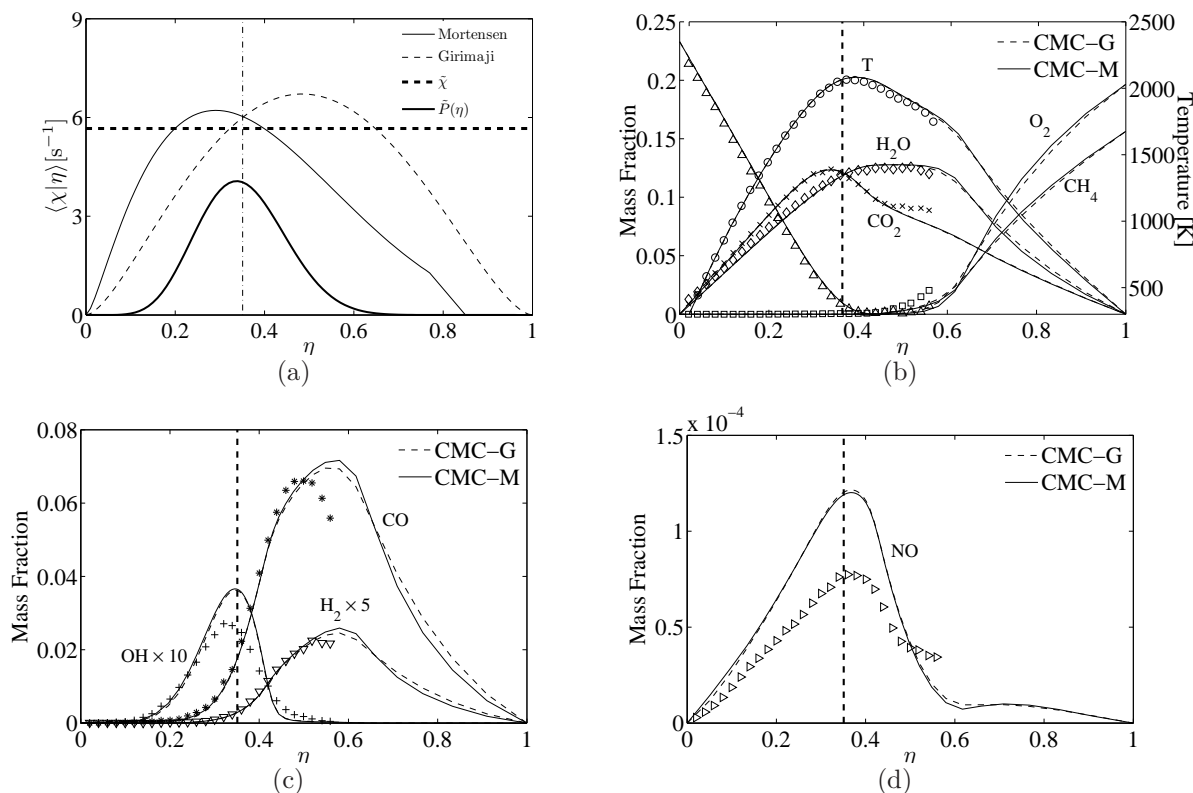 9
6
3
0
0
0.2
0.4
0.6
0.8
1
⟨χ|η⟩[s⁻¹]
η
Mortensen
Girimaji
χ̃
P̃(η)
(a)
0.25
0.2
0.15
0.1
0.05
0
0
0.2
0.4
0.6
0.8
1
2500
2000
1500
1000
500
Mass Fraction
Temperature [K]
η
CMC−G
CMC−M
T
O₂
H₂O
CH₄
CO₂
(b)
0.08
0.06
0.04
0.02
0
0
0.2
0.4
0.6
0.8
1
Mass Fraction
η
CMC−G
CMC−M
CO
H₂ × 5
OH × 10
(c)
x 10⁻⁴
1.5
1
0.5
0
0
0.2
0.4
0.6
0.8
1
Mass Fraction
η
CMC−G
CMC−M
NO
(d)